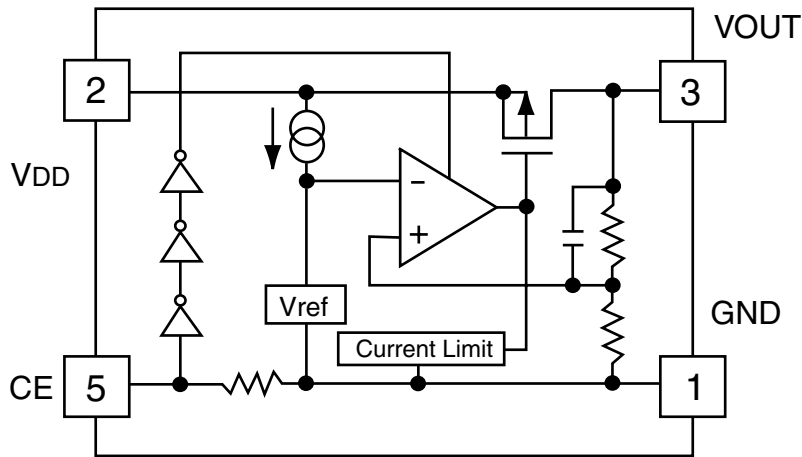 VOUT
2
3
VDD
−
+
Vref
GND
Current Limit
CE
5
1